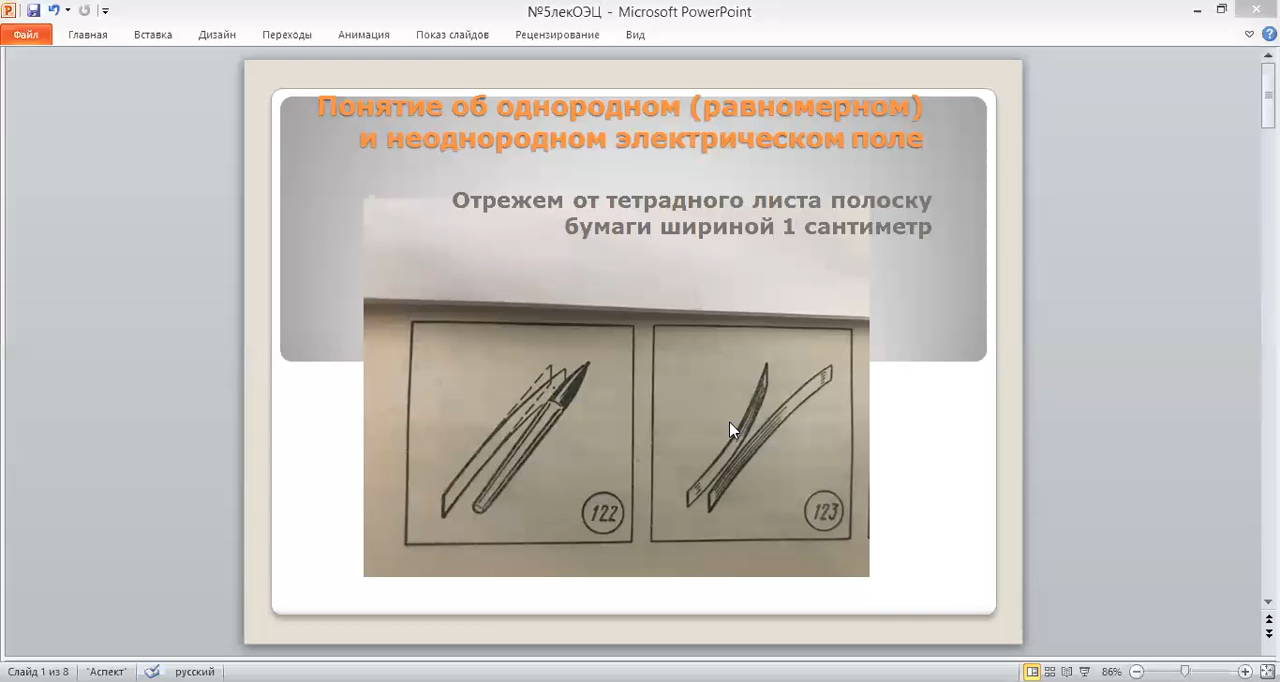 №5лекОЭЦ - Microsoft PowerPoint
Файл Главная Вставка Дизайн Переходы Анимация Показ слайдов Рецензирование Вид
Понятие об однородном (равномерном)
и неоднородном электрическом поле
Отрежем от тетрадного листа полоску
бумаги шириной 1 сантиметр
122 123
Слайд 1 из 8 "Аспект" русский 86%